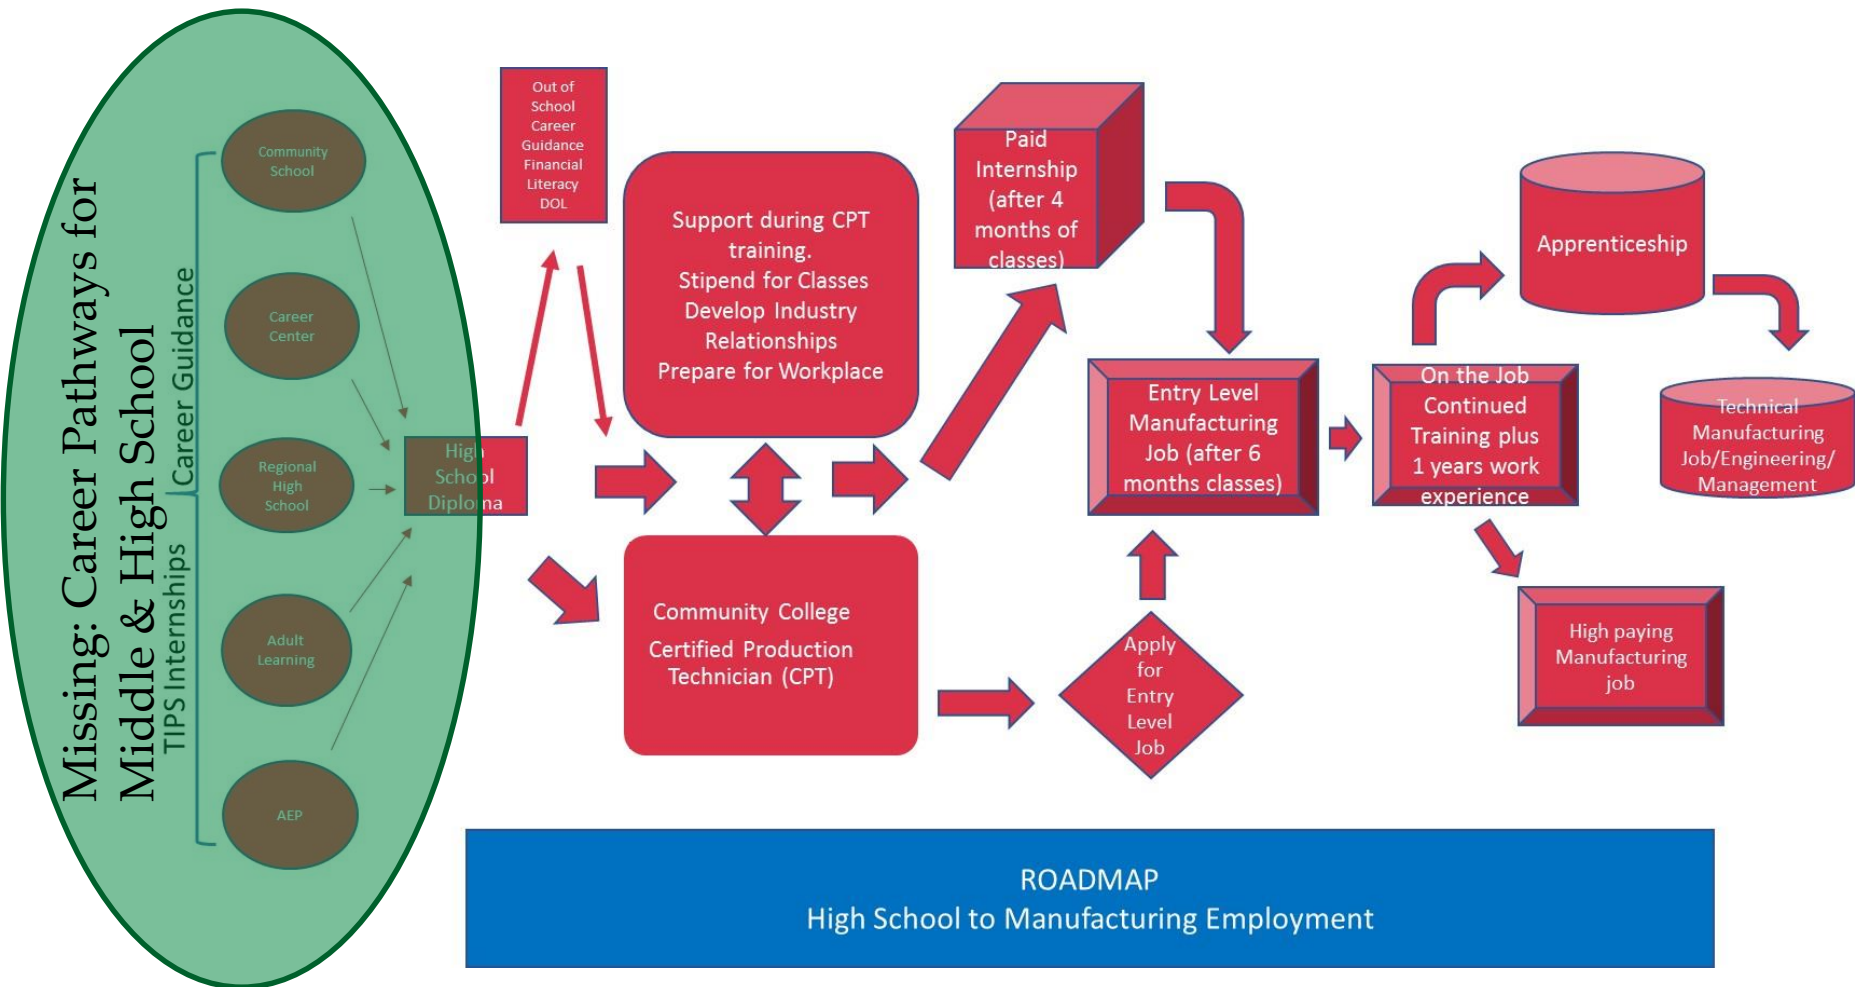 Missing: Career Pathways for
Middle & High School
Career Guidance
TIPS Internships
Community
School
Career
Center
Regional
High
School
Adult
Learning
AEP
High
School
Diploma
Out of
School
Career
Guidance
Financial
Literacy
DOL
Support during CPT
training.
Stipend for Classes
Develop Industry
Relationships
Prepare for Workplace
Community College
Certified Production
Technician (CPT)
Paid
Internship
(after 4
months of
classes)
Apply
for
Entry
Level
Job
Entry Level
Manufacturing
Job (after 6
months classes)
On the Job
Continued
Training plus
1 years work
experience
Apprenticeship
Technical
Manufacturing
Job/Engineering/
Management
High paying
Manufacturing
job
ROADMAP
High School to Manufacturing Employment